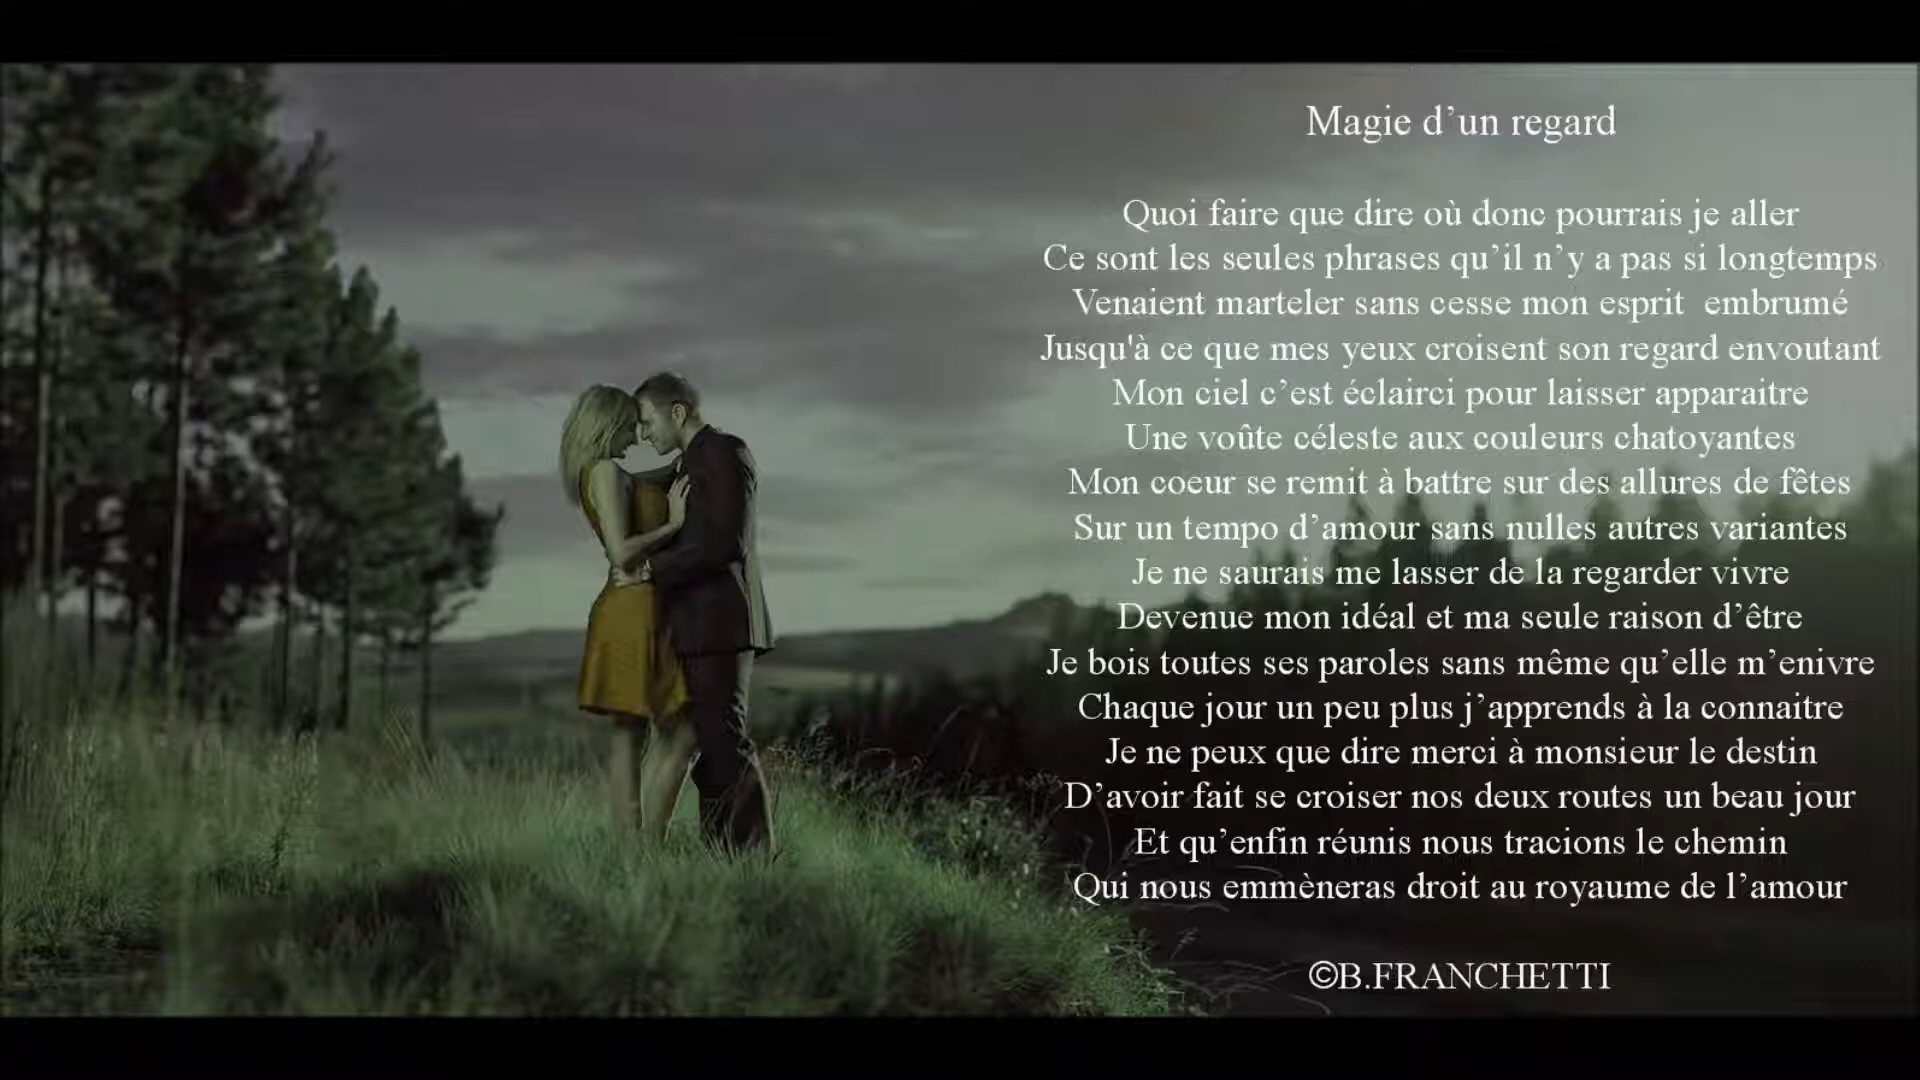 Magie d’un regard
Quoi faire que dire où donc pourrais je aller
Ce sont les seules phrases qu’il n’y a pas si longtemps
Venaient marteler sans cesse mon esprit  embrumé
Jusqu'à ce que mes yeux croisent son regard envoutant
Mon ciel c’est éclairci pour laisser apparaitre
Une voûte céleste aux couleurs chatoyantes
Mon coeur se remit à battre sur des allures de fêtes
Sur un tempo d’amour sans nulles autres variantes
Je ne saurais me lasser de la regarder vivre
Devenue mon idéal et ma seule raison d’être
Je bois toutes ses paroles sans même qu’elle m’enivre
Chaque jour un peu plus j’apprends à la connaitre
Je ne peux que dire merci à monsieur le destin
D’avoir fait se croiser nos deux routes un beau jour
Et qu’enfin réunis nous tracions le chemin
Qui nous emmèneras droit au royaume de l’amour
©B.FRANCHETTI